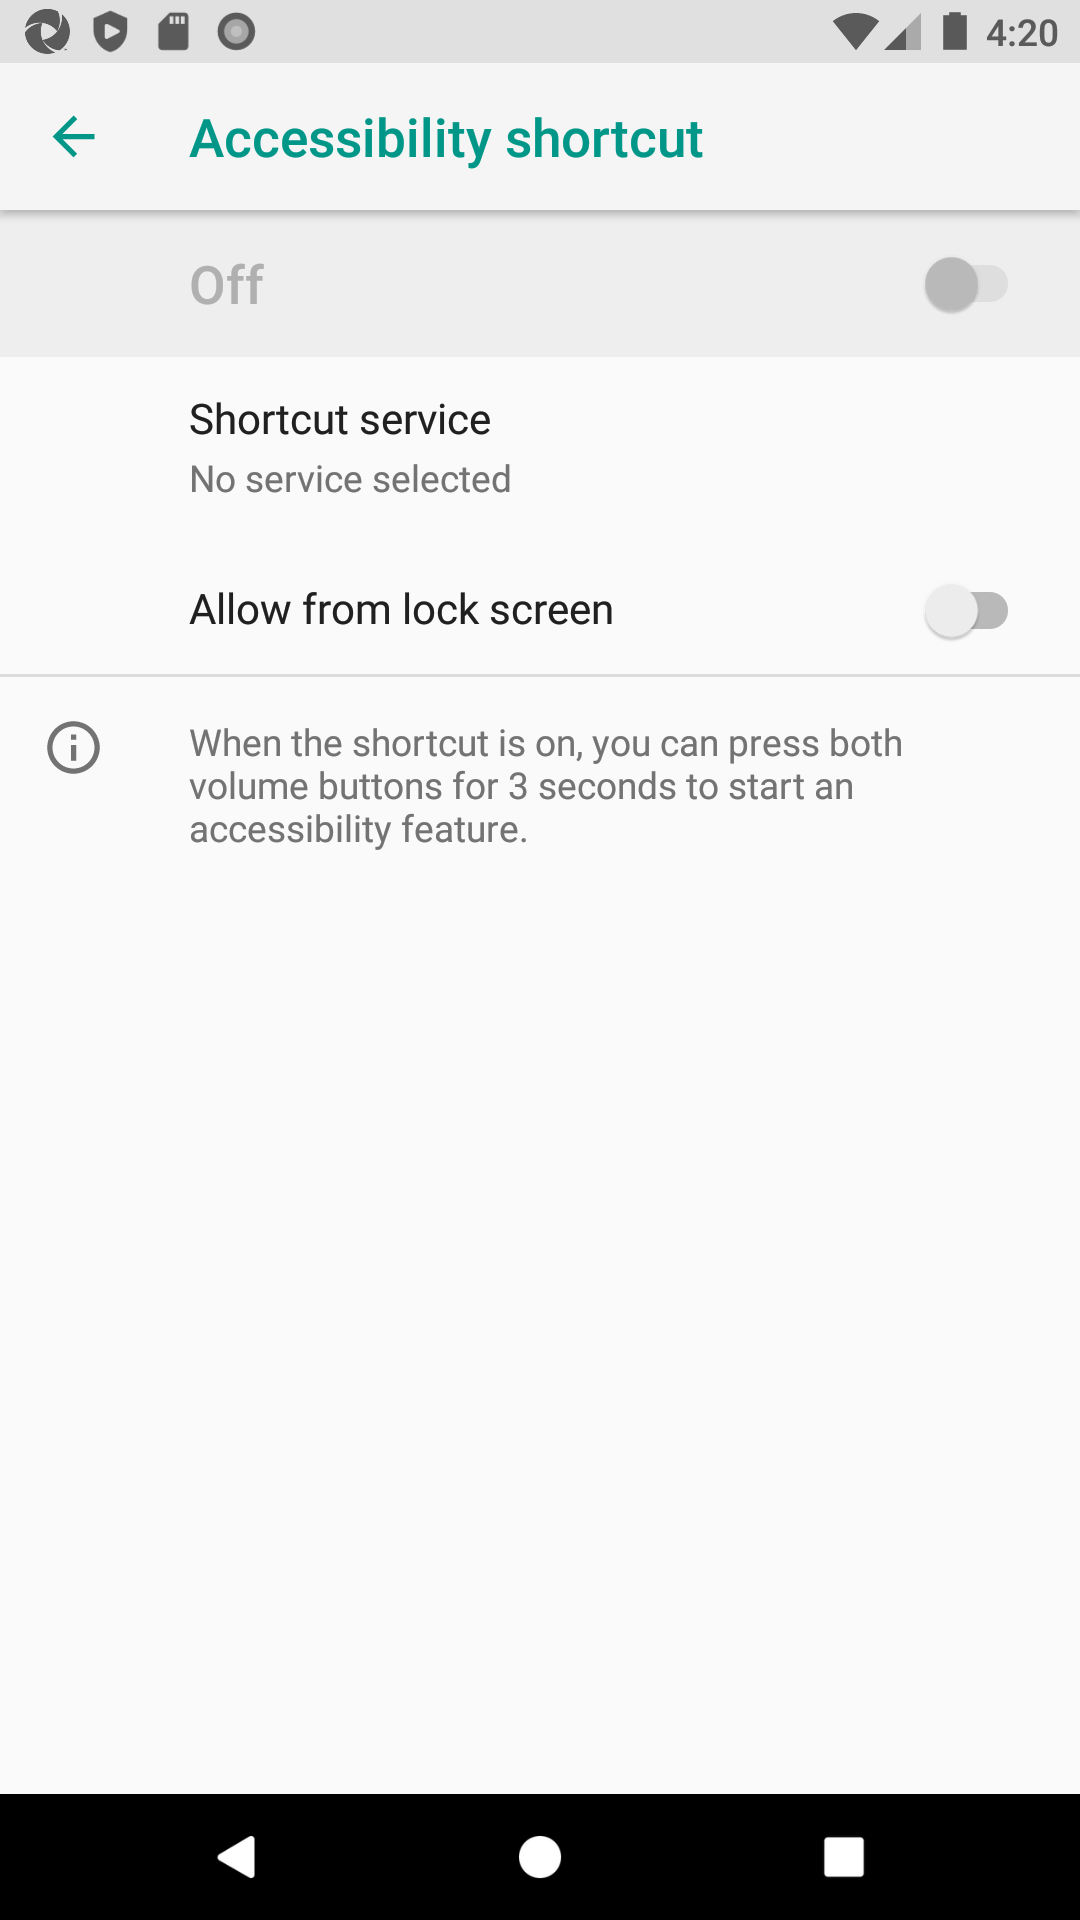 4:20
Accessibility shortcut
Off
Shortcut service
No service selected
Allow from lock screen
When the shortcut is on, you can press both
volume buttons for 3 seconds to start an
accessibility feature.